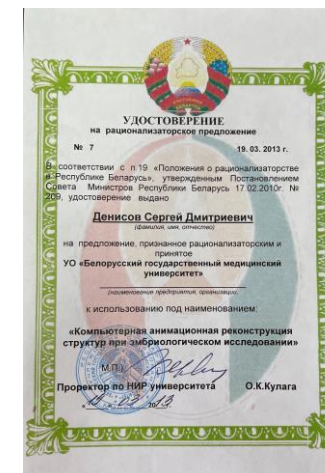 УДОСТОВЕРЕНИЕ
на рационализаторское предложение
№ 7 19. 03. 2013 г.
В соответствии с п.19 «Положения о рационализаторстве
в Республике Беларусь», утвержденным Постановлением
Совета Министров Республики Беларусь 17.02.2010г. №
209, удостоверение выдано
Денисов Сергей Дмитриевич
(фамилия, имя, отчество)
на предложение, признанное рационализаторским и
принятое
УО «Белорусский государственный медицинский
университет»
(наименование предприятия, организации,
к использованию под наименованием:
«Компьютерная анимационная реконструкция
структур при эмбриологическом исследовании»
М.П.
Проректор по НИР университета О.К.Кулага
« 19 » 03 2013